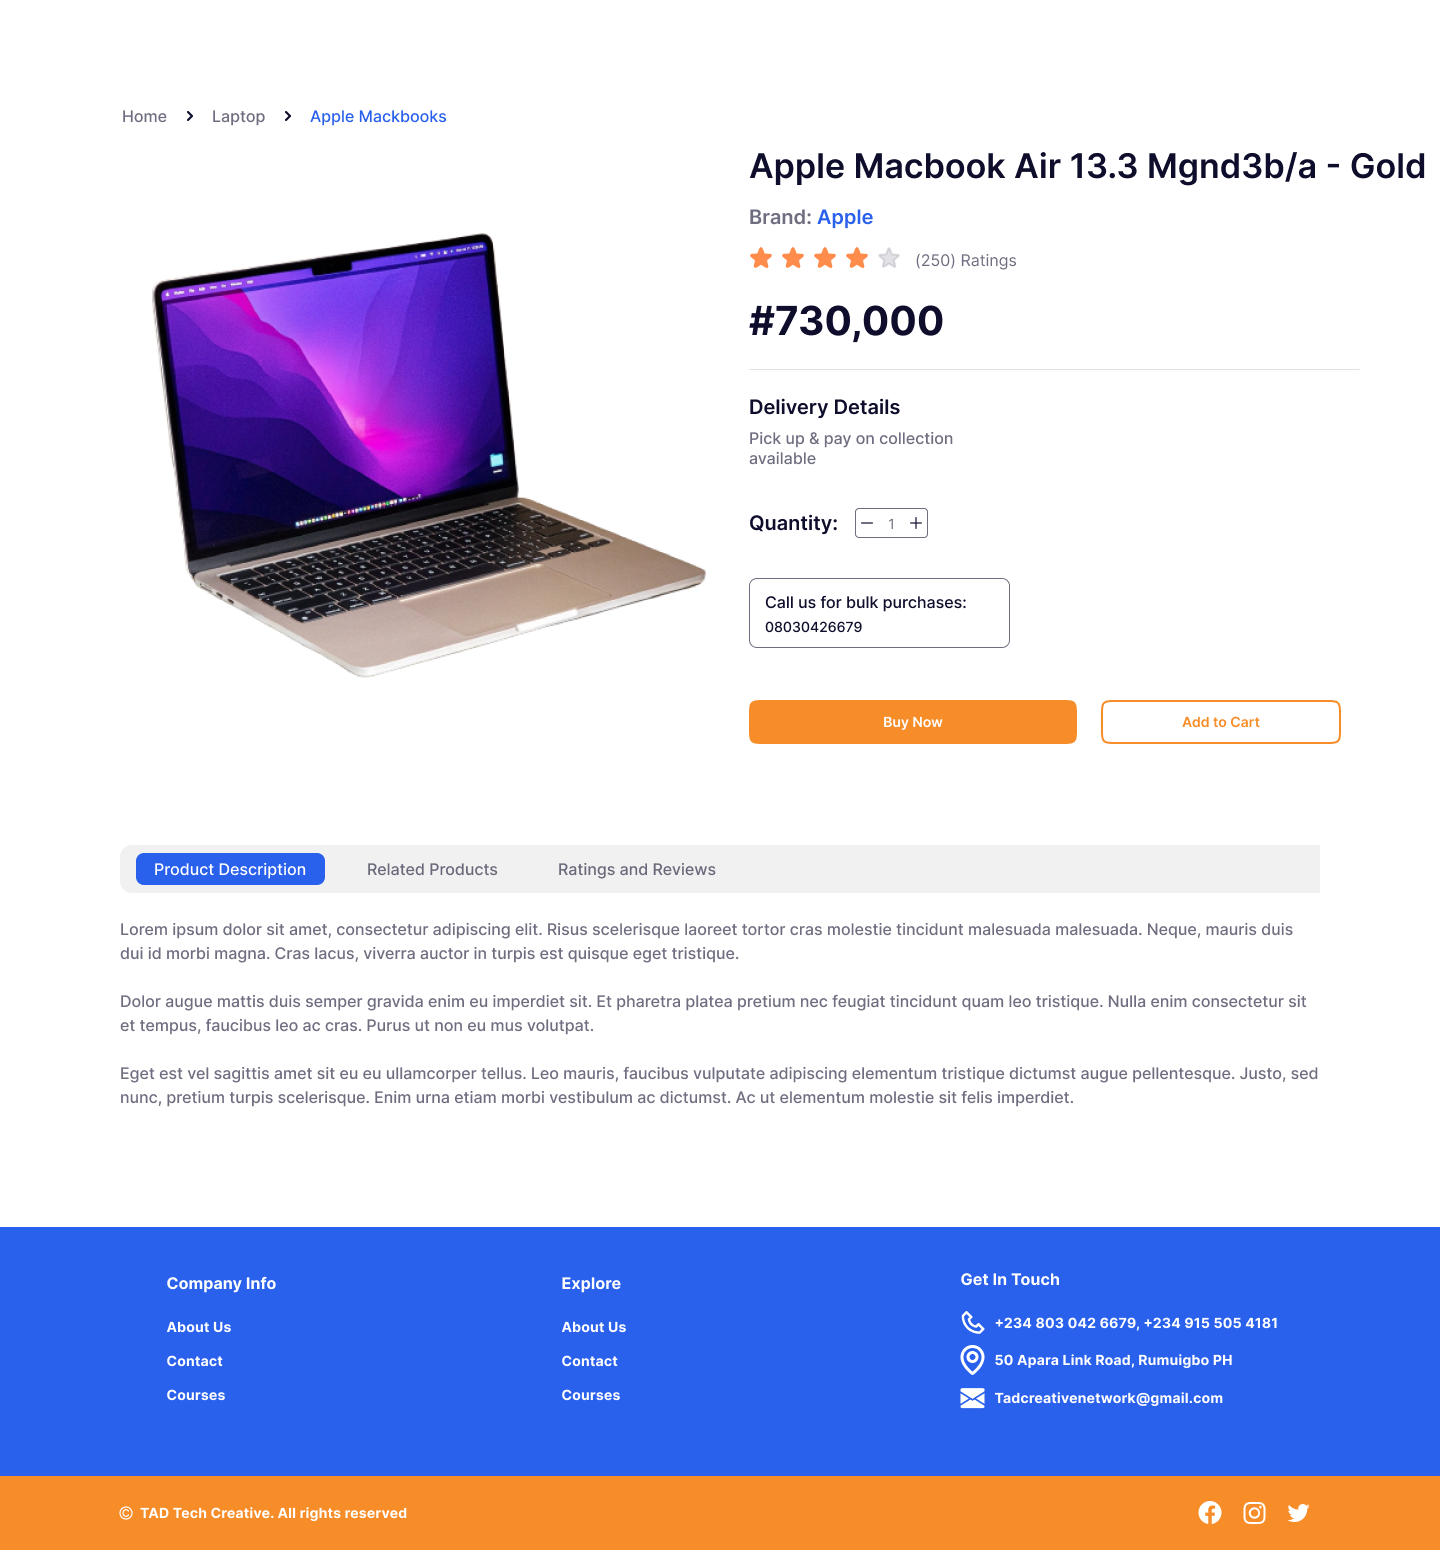 Home > Laptop > Apple Mackbooks
Apple Macbook Air 13.3 Mgnd3b/a - Gold
Brand: Apple
(250) Ratings
#730,000
Delivery Details
Pick up & pay on collection
available
Quantity: 1
Call us for bulk purchases:
08030426679
Buy Now
Add to Cart
Product Description
Related Products
Ratings and Reviews
Lorem ipsum dolor sit amet, consectetur adipiscing elit. Risus scelerisque laoreet tortor cras molestie tincidunt malesuada malesuada. Neque, mauris duis
dui id morbi magna. Cras lacus, viverra auctor in turpis est quisque eget tristique.
Dolor augue mattis duis semper gravida enim eu imperdiet sit. Et pharetra platea pretium nec feugiat tincidunt quam leo tristique. Nulla enim consectetur sit
et tempus, faucibus leo ac cras. Purus ut non eu mus volutpat.
Eget est vel sagittis amet sit eu eu ullamcorper tellus. Leo mauris, faucibus vulputate adipiscing elementum tristique dictumst augue pellentesque. Justo, sed
nunc, pretium turpis scelerisque. Enim urna etiam morbi vestibulum ac dictumst. Ac ut elementum molestie sit felis imperdiet.
Company Info
About Us
Contact
Courses
Explore
About Us
Contact
Courses
Get In Touch
+234 803 042 6679, +234 915 505 4181
50 Apara Link Road, Rumuigbo PH
Tadcreativenetwork@gmail.com
© TAD Tech Creative. All rights reserved